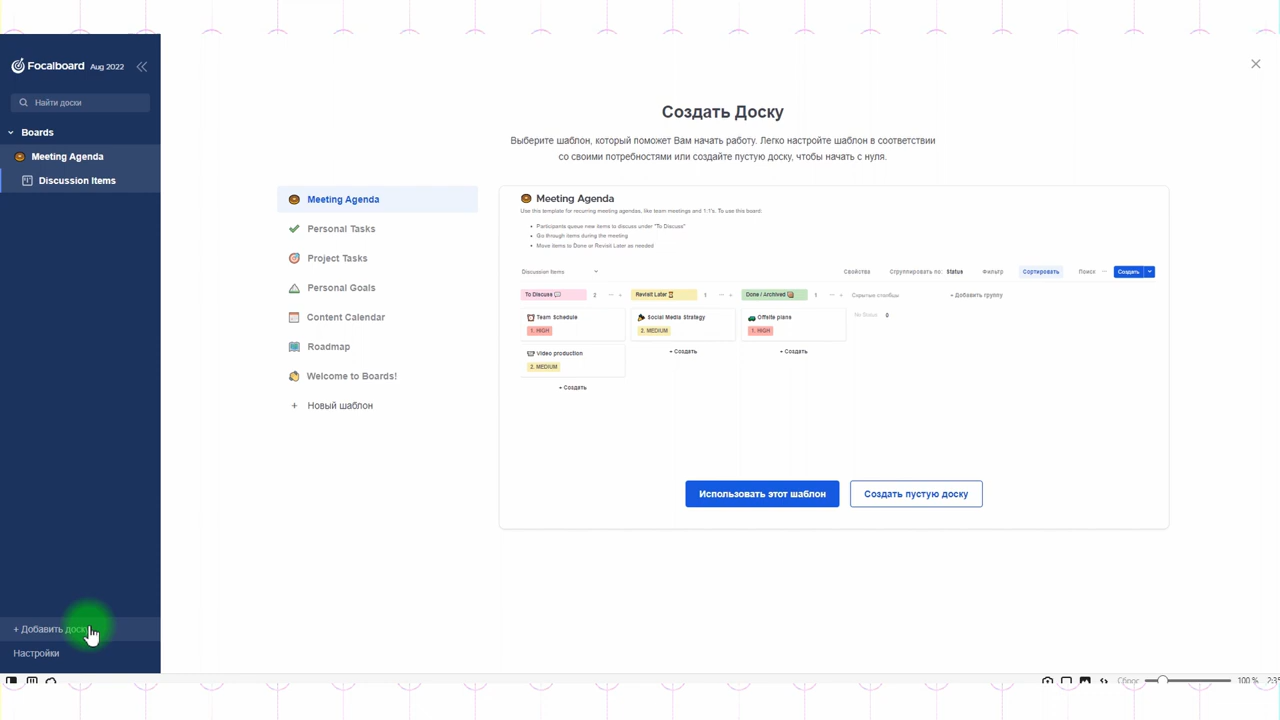 Focalboard Aug 2022
Найти доски
Boards
Meeting Agenda
Discussion Items
+ Добавить доску
Настройки
Создать Доску
Выберите шаблон, который поможет Вам начать работу. Легко настройте шаблон в соответствии
со своими потребностями или создайте пустую доску, чтобы начать с нуля.
Meeting Agenda
Personal Tasks
Project Tasks
Personal Goals
Content Calendar
Roadmap
Welcome to Boards!
+ Новый шаблон
Meeting Agenda
Use this template for recurring meeting agendas, like team meetings and 1:1's. To use this board:
• Participants queue new items to discuss under "To Discuss"
• Go through items during the meeting
• Move items to Done or Revisit Later as needed
Discussion Items Свойства Сгруппировать по: Status Фильтр Сортировать Поиск ... Создать
To Discuss 2 ... + Revisit Later 1 ... + Done / Archived 1 ... + Скрытые столбцы + Добавить группу
Team Schedule Social Media Strategy Offsite plans No Status 0
1. HIGH 2. MEDIUM 1. HIGH
Video production + Создать + Создать
2. MEDIUM
+ Создать
Использовать этот шаблон Создать пустую доску
Сброс 100 %